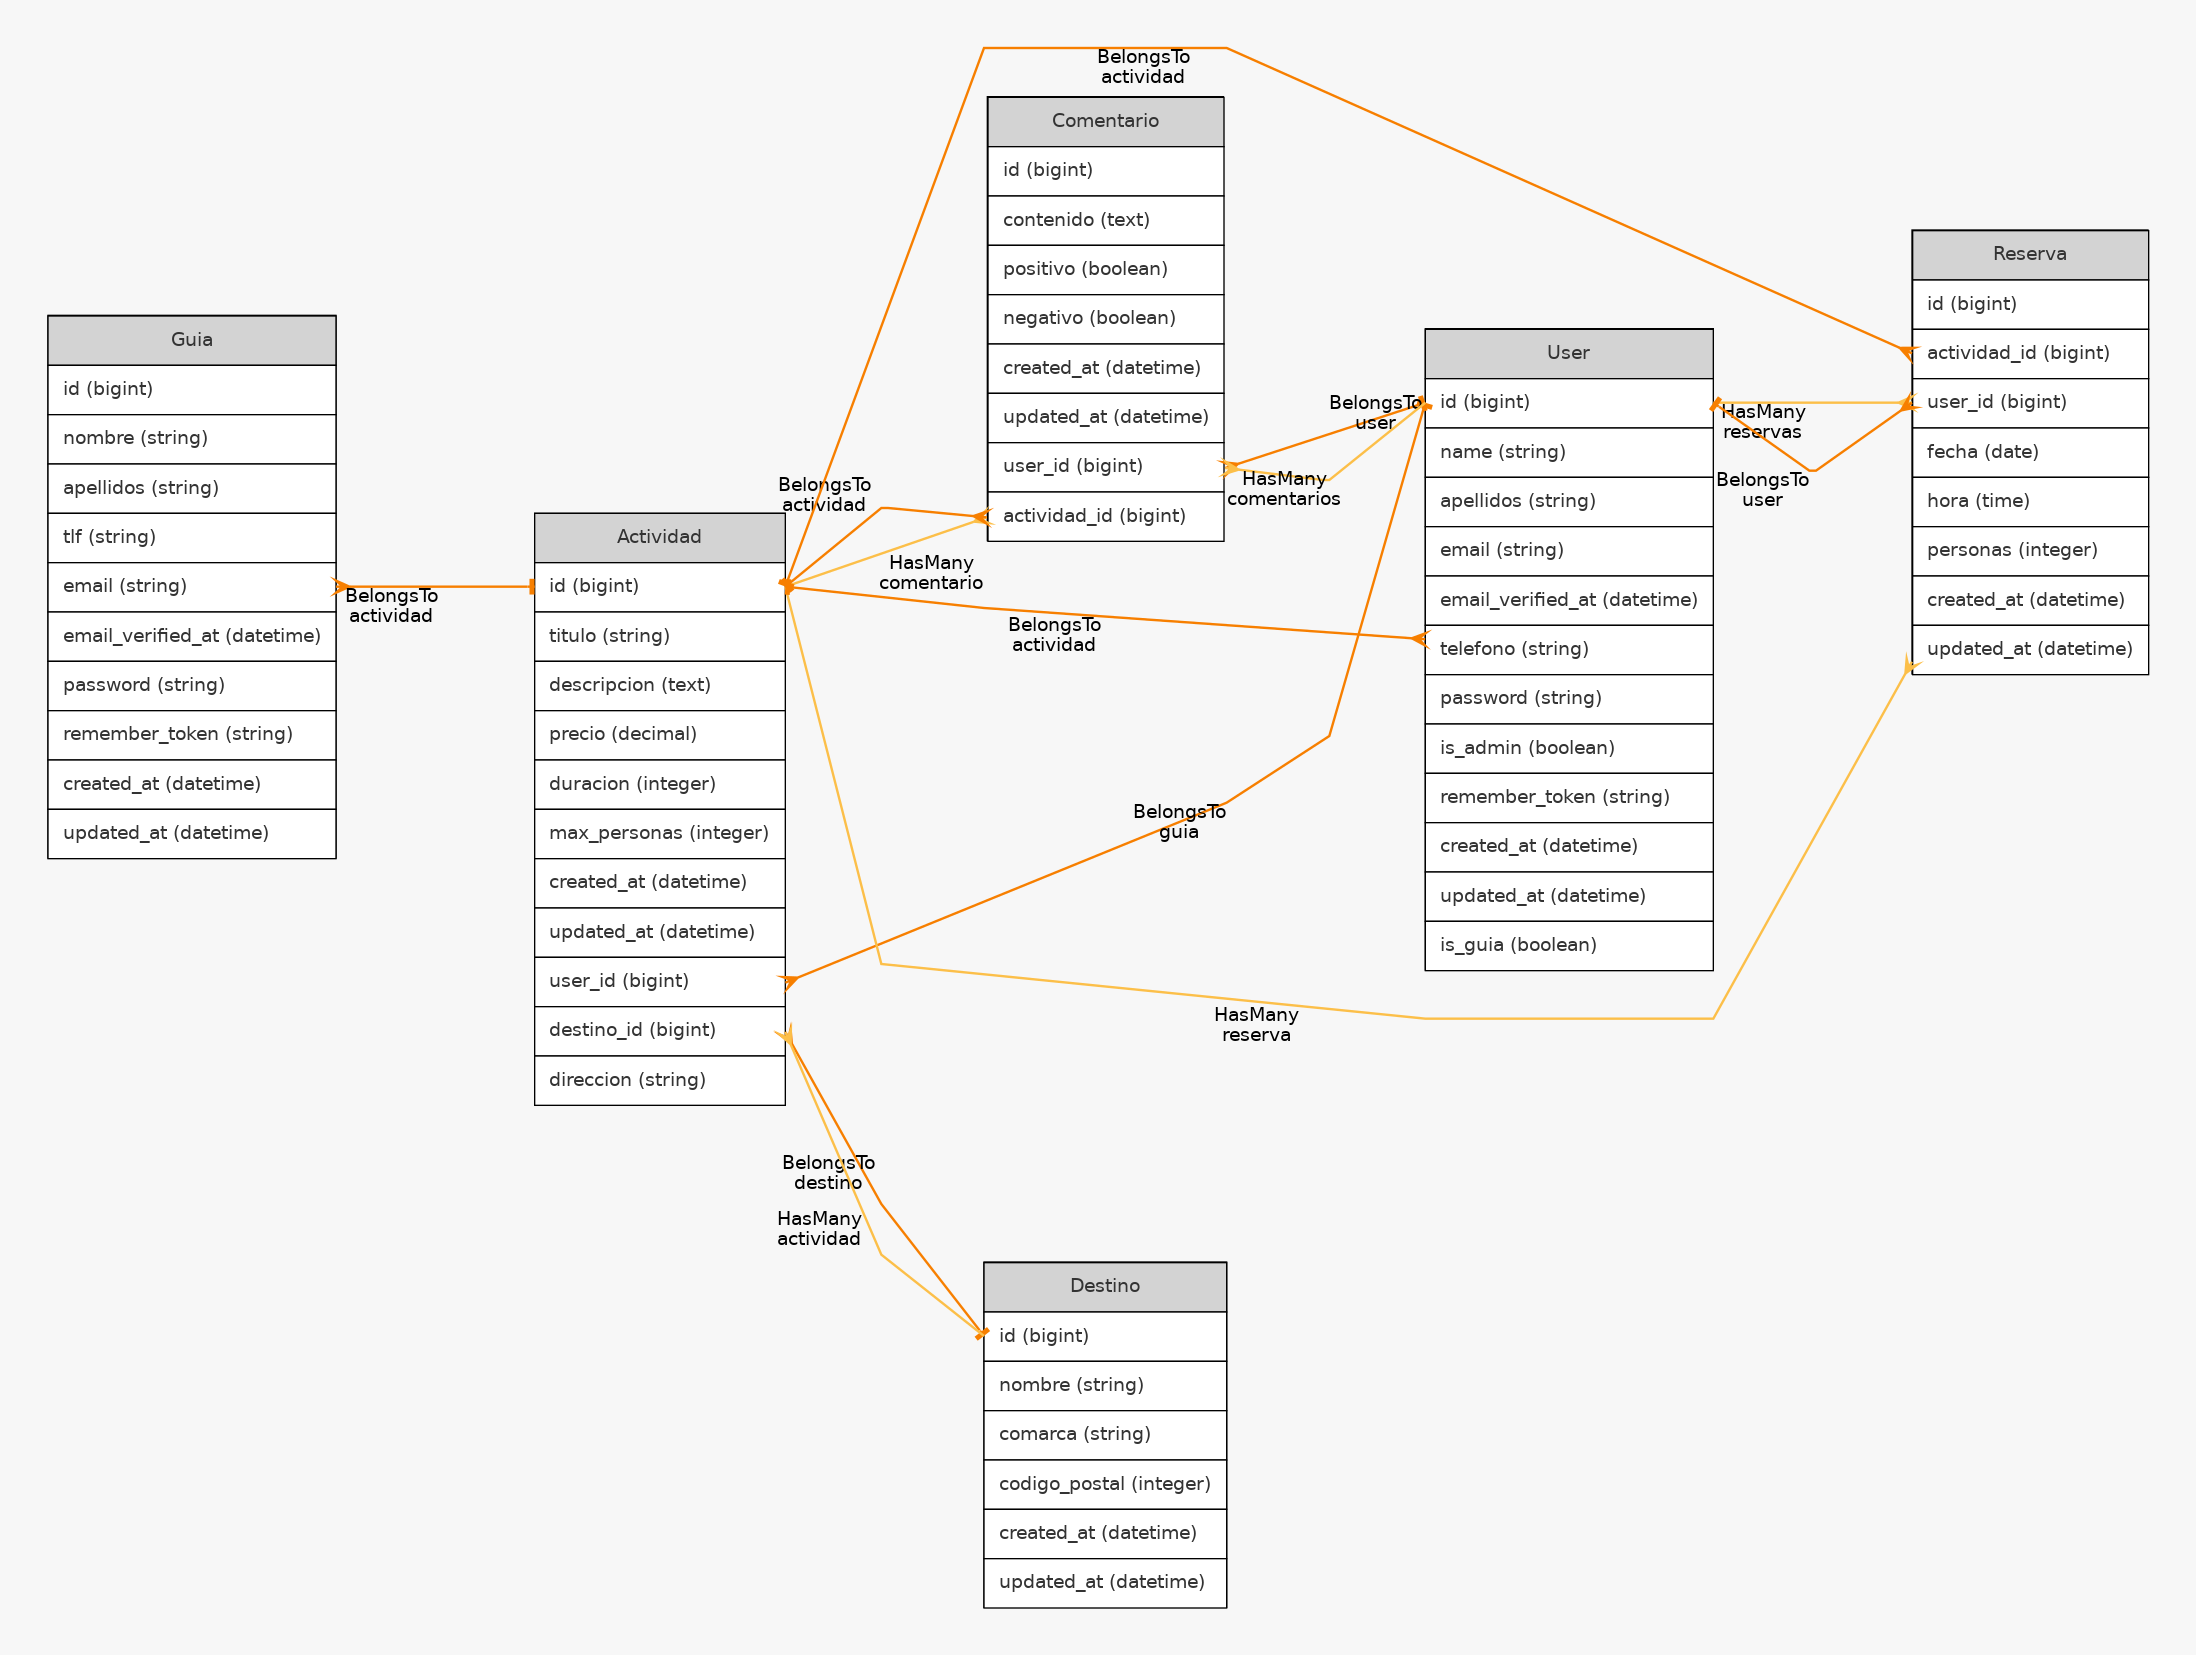 Guia
id (bigint)
nombre (string)
apellidos (string)
tlf (string)
email (string)
email_verified_at (datetime)
password (string)
remember_token (string)
created_at (datetime)
updated_at (datetime)
BelongsTo
actividad
Actividad
id (bigint)
titulo (string)
descripcion (text)
precio (decimal)
duracion (integer)
max_personas (integer)
created_at (datetime)
updated_at (datetime)
user_id (bigint)
destino_id (bigint)
direccion (string)
BelongsTo
actividad
BelongsTo
actividad
HasMany
comentario
BelongsTo
actividad
BelongsTo
guia
HasMany
reserva
BelongsTo
destino
HasMany
actividad
Comentario
id (bigint)
contenido (text)
positivo (boolean)
negativo (boolean)
created_at (datetime)
updated_at (datetime)
user_id (bigint)
actividad_id (bigint)
BelongsTo
user
HasMany
comentarios
Destino
id (bigint)
nombre (string)
comarca (string)
codigo_postal (integer)
created_at (datetime)
updated_at (datetime)
User
id (bigint)
name (string)
apellidos (string)
email (string)
email_verified_at (datetime)
telefono (string)
password (string)
is_admin (boolean)
remember_token (string)
created_at (datetime)
updated_at (datetime)
is_guia (boolean)
HasMany
reservas
BelongsTo
user
Reserva
id (bigint)
actividad_id (bigint)
user_id (bigint)
fecha (date)
hora (time)
personas (integer)
created_at (datetime)
updated_at (datetime)